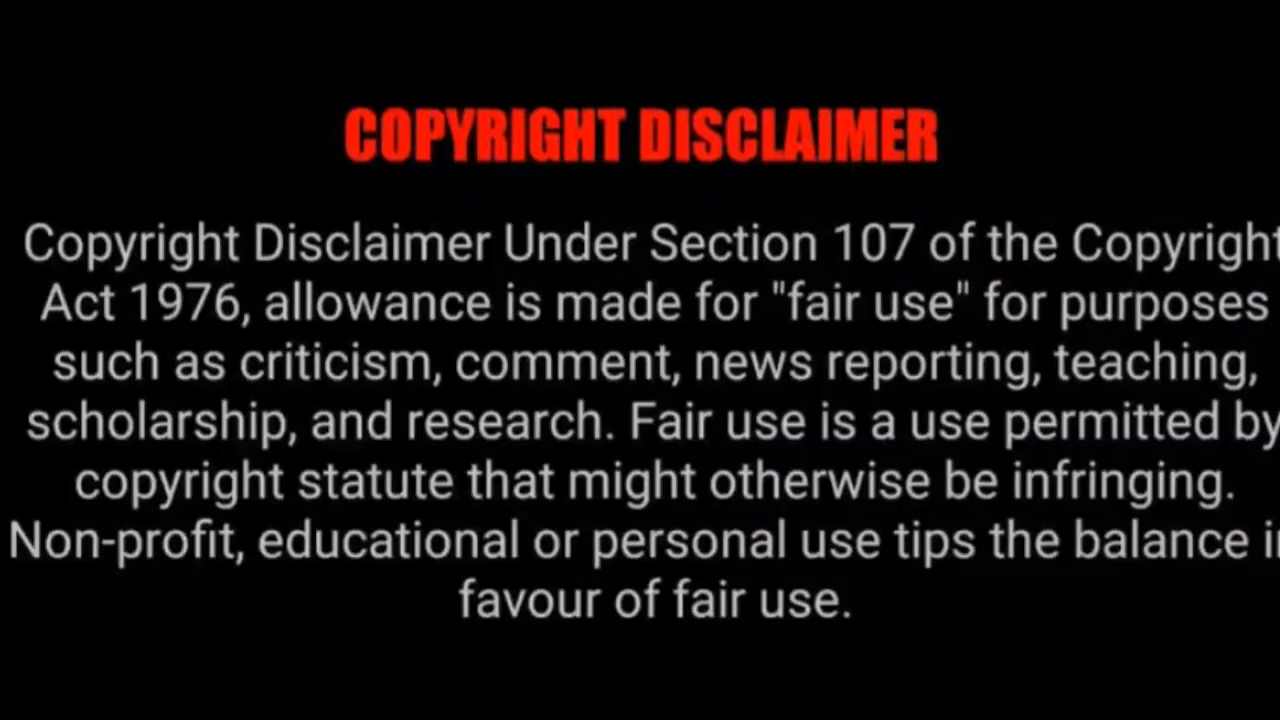 COPYRIGHT DISCLAIMER
Copyright Disclaimer Under Section 107 of the Copyright
Act 1976, allowance is made for "fair use" for purposes
such as criticism, comment, news reporting, teaching,
scholarship, and research. Fair use is a use permitted by
copyright statute that might otherwise be infringing.
Non-profit, educational or personal use tips the balance in
favour of fair use.